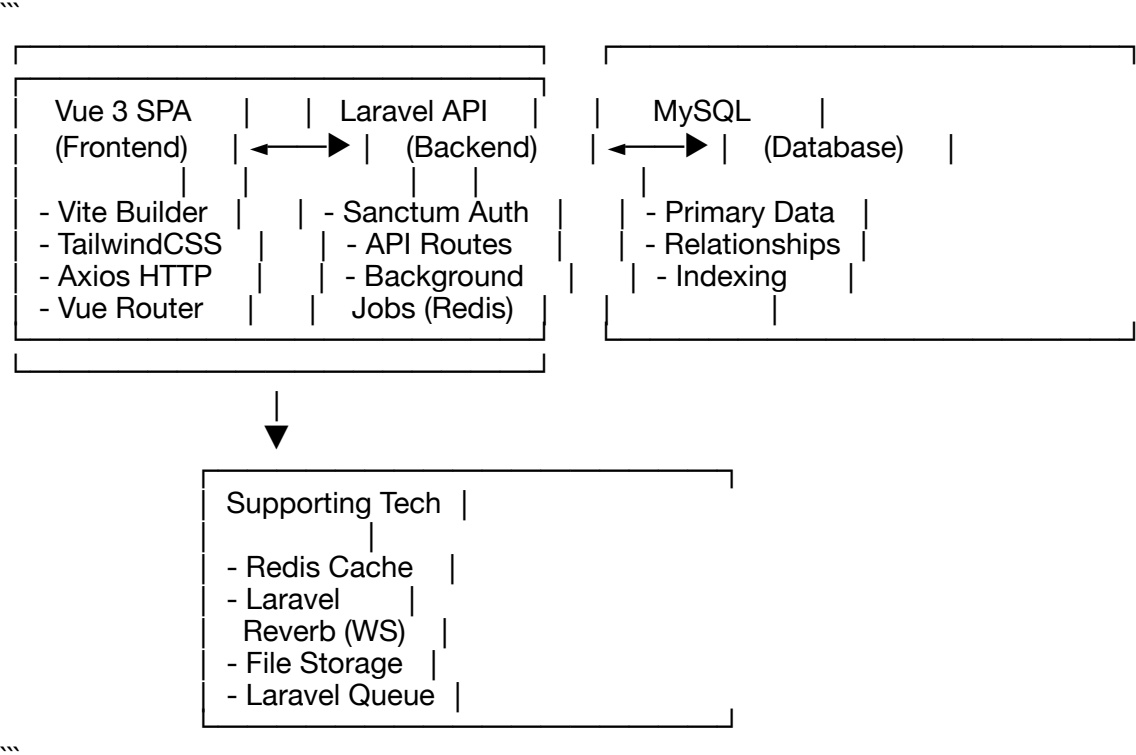 ```
Vue 3 SPA | | Laravel API | | MySQL |
| (Frontend) | ◄──► | (Backend) | ◄──► | (Database) |
| | | | | |
| - Vite Builder | | - Sanctum Auth | | - Primary Data |
| - TailwindCSS | | - API Routes | | - Relationships |
| - Axios HTTP | | - Background | | - Indexing |
| - Vue Router | | Jobs (Redis) | | |
│
▼
| Supporting Tech |
| |
| - Redis Cache |
| - Laravel |
| Reverb (WS) |
| - File Storage |
| - Laravel Queue |
```